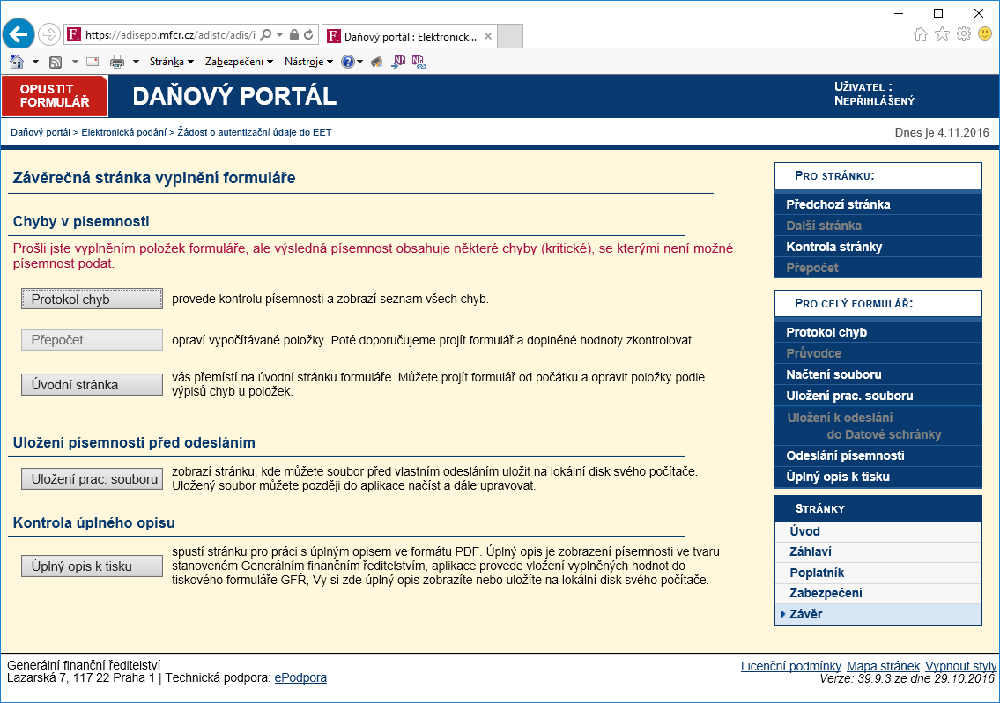 https://adisepo.mfcr.cz/adistc/adis/i
Daňový portál : Elektronick...
Stránka
Zabezpečení
Nástroje
OPUSTIT
FORMULÁŘ
DAŇOVÝ PORTÁL
UŽIVATEL :
NEPŘIHLÁŠENÝ
Daňový portál > Elektronická podání > Žádost o autentizační údaje do EET
Dnes je 4.11.2016
Závěrečná stránka vyplnění formuláře
Chyby v písemnosti
Prošli jste vyplněním položek formuláře, ale výsledná písemnost obsahuje některé chyby (kritické), se kterými není možné
písemnost podat.
Protokol chyb
provede kontrolu písemnosti a zobrazí seznam všech chyb.
Přepočet
opraví vypočítávané položky. Poté doporučujeme projít formulář a doplněné hodnoty zkontrolovat.
Úvodní stránka
vás přemístí na úvodní stránku formuláře. Můžete projít formulář od počátku a opravit položky podle
výpisů chyb u položek.
Uložení písemnosti před odesláním
Uložení prac. souboru
zobrazí stránku, kde můžete soubor před vlastním odesláním uložit na lokální disk svého počítače.
Uložený soubor můžete později do aplikace načíst a dále upravovat.
Kontrola úplného opisu
Úplný opis k tisku
spustí stránku pro práci s úplným opisem ve formátu PDF. Úplný opis je zobrazení písemnosti ve tvaru
stanoveném Generálním finančním ředitelstvím, aplikace provede vložení vyplněných hodnot do
tiskového formuláře GFŘ, Vy si zde úplný opis zobrazíte nebo uložíte na lokální disk svého počítače.
PRO STRÁNKU:
Předchozí stránka
Další stránka
Kontrola stránky
Přepočet
PRO CELÝ FORMULÁŘ:
Protokol chyb
Průvodce
Načtení souboru
Uložení prac. souboru
Uložení k odeslání
do Datové schránky
Odeslání písemnosti
Úplný opis k tisku
STRÁNKY
Úvod
Záhlaví
Poplatník
Zabezpečení
Závěr
Generální finanční ředitelství
Lazarská 7, 117 22 Praha 1 | Technická podpora: ePodpora
Licenční podmínky Mapa stránek Vypnout styly
Verze: 39.9.3 ze dne 29.10.2016